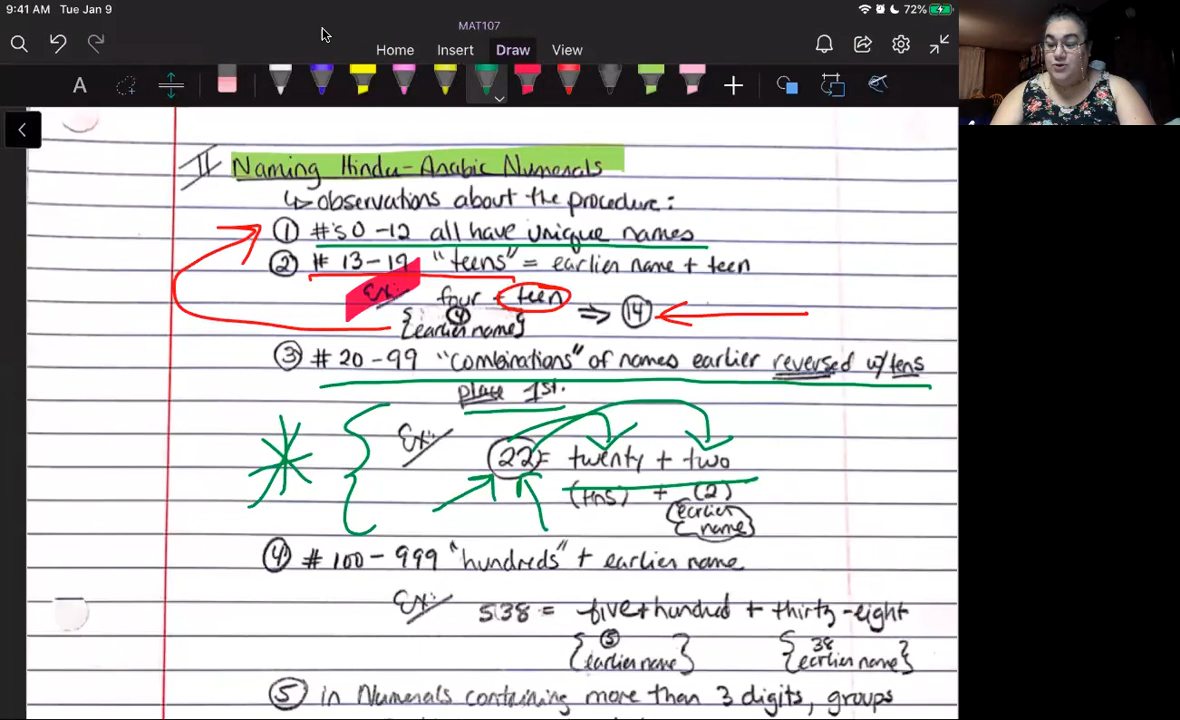 9:41 AM Tue Jan 9
72%
MAT107
Home Insert Draw View
II Naming Hindu-Arabic Numerals
↳ observations about the procedure:
① #'s 0-12 all have unique names
② # 13-19 "teens" = earlier name + teen
Ex: four + teen ⇒ ⑭
④
{earlier name}
③ # 20-99 "combinations" of names earlier reversed w/ tens
place 1st.
Ex: 22 = twenty + two
(tens) + (2)
{earlier
name}
④ # 100-999 "hundreds" + earlier name
Ex: 538 = five + hundred + thirty-eight
⑤ 38
{earlier name} {earlier name}
⑤ in Numerals containing more than 3 digits, groups